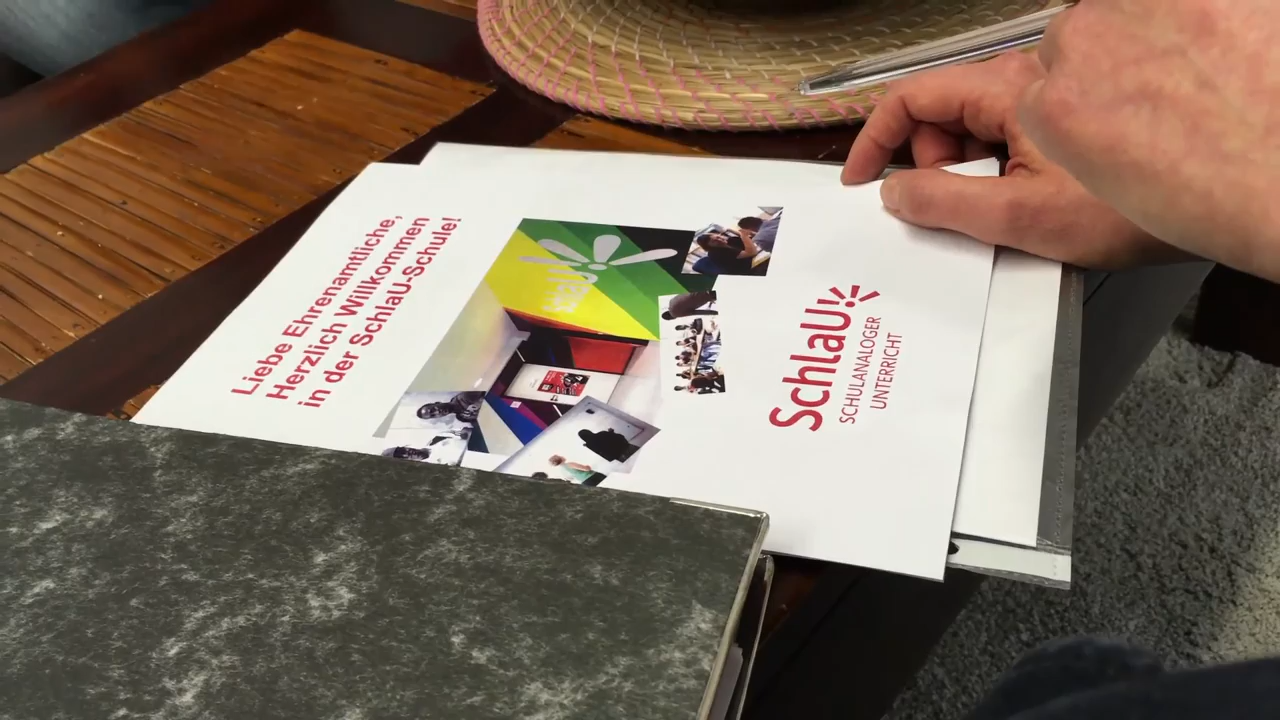 Liebe Ehrenamtliche,
Herzlich Willkommen
in der SchlaU-Schule!
SchlaU!
SCHULANALOGER
UNTERRICHT